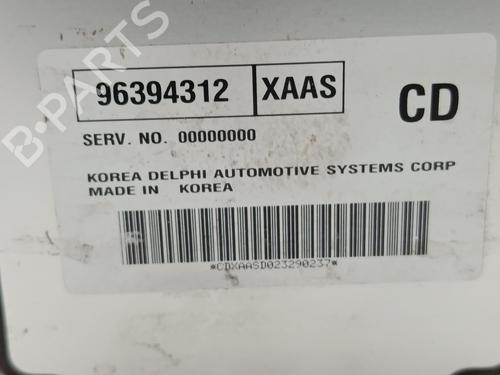 96394312 XAAS CD
SERV. NO. 00000000
KOREA DELPHI AUTOMOTIVE SYSTEMS CORP
MADE IN KOREA
*CDXAASD023290237*
B-PARTS